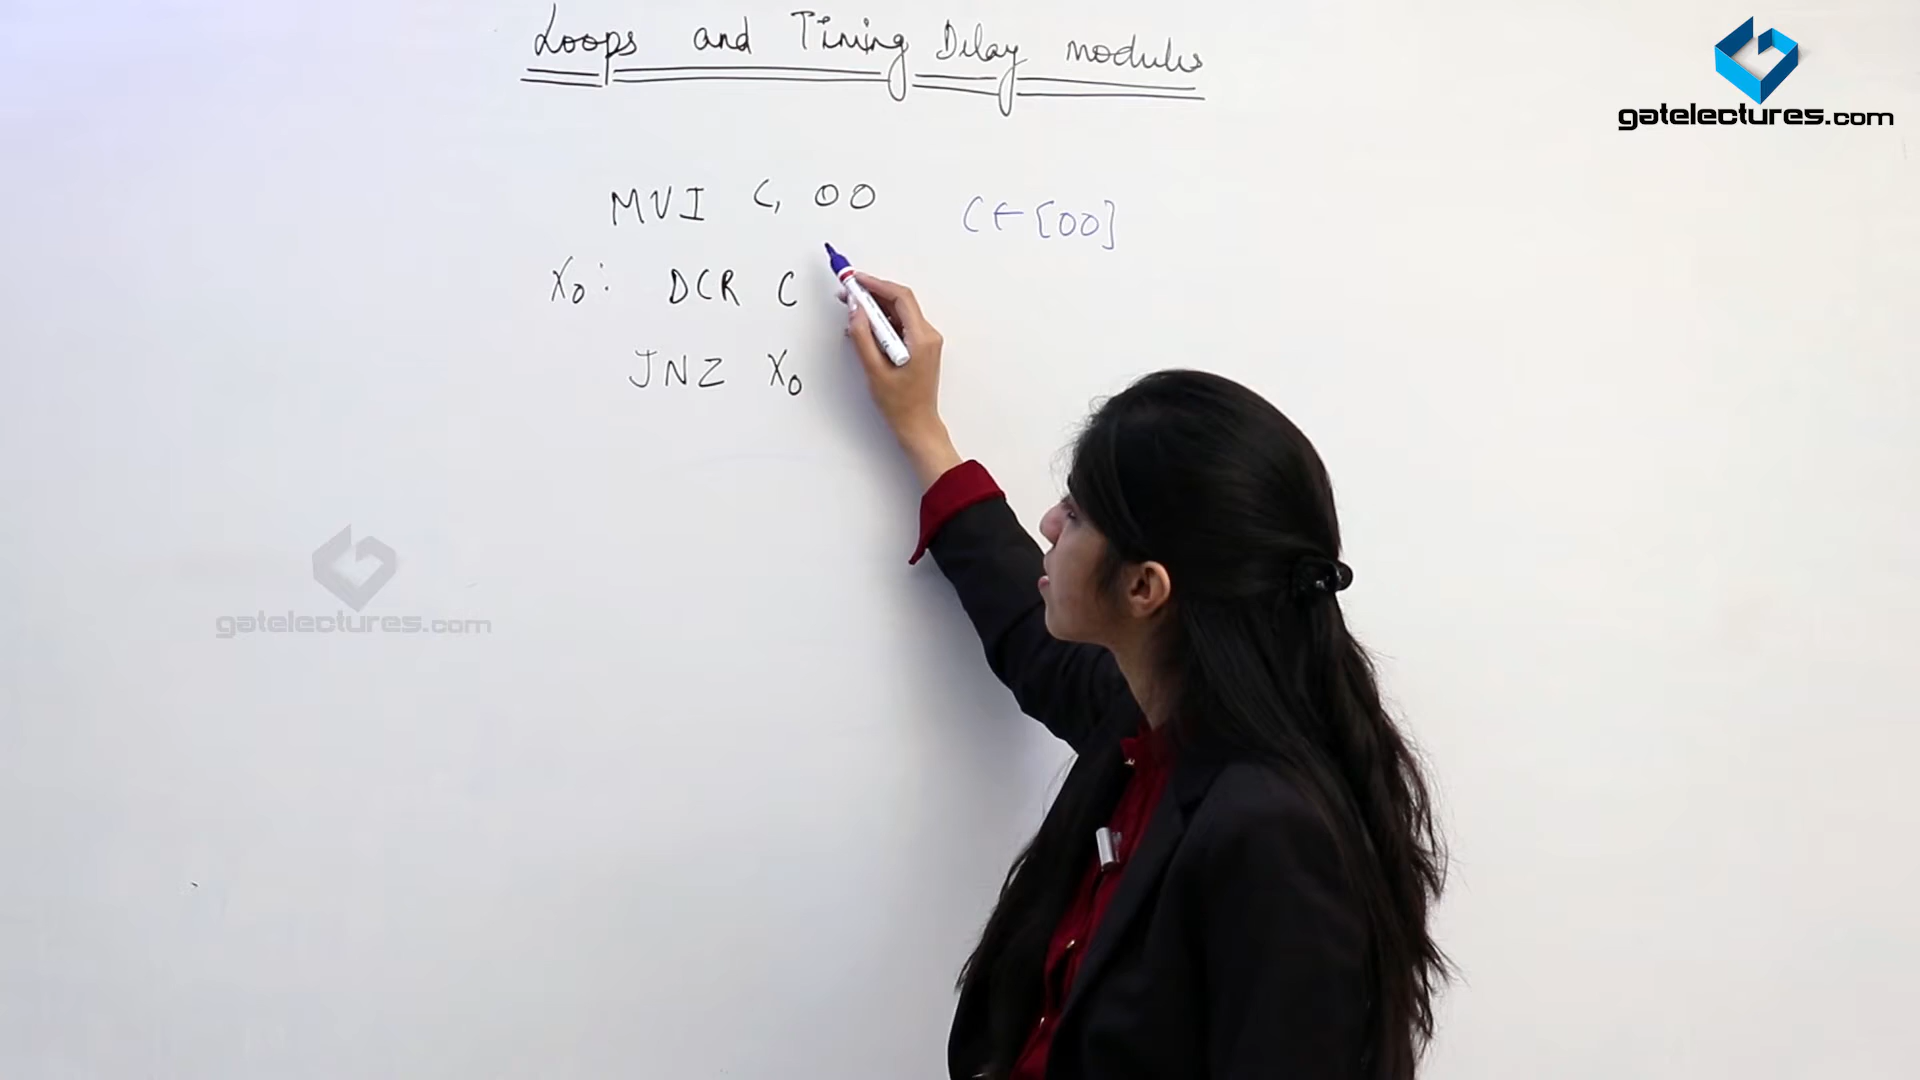 Loops and Timing Delay modules
gatelectures.com
MVI C, 00 C ← [00]
X0: DCR C
JNZ X0
gatelectures.com